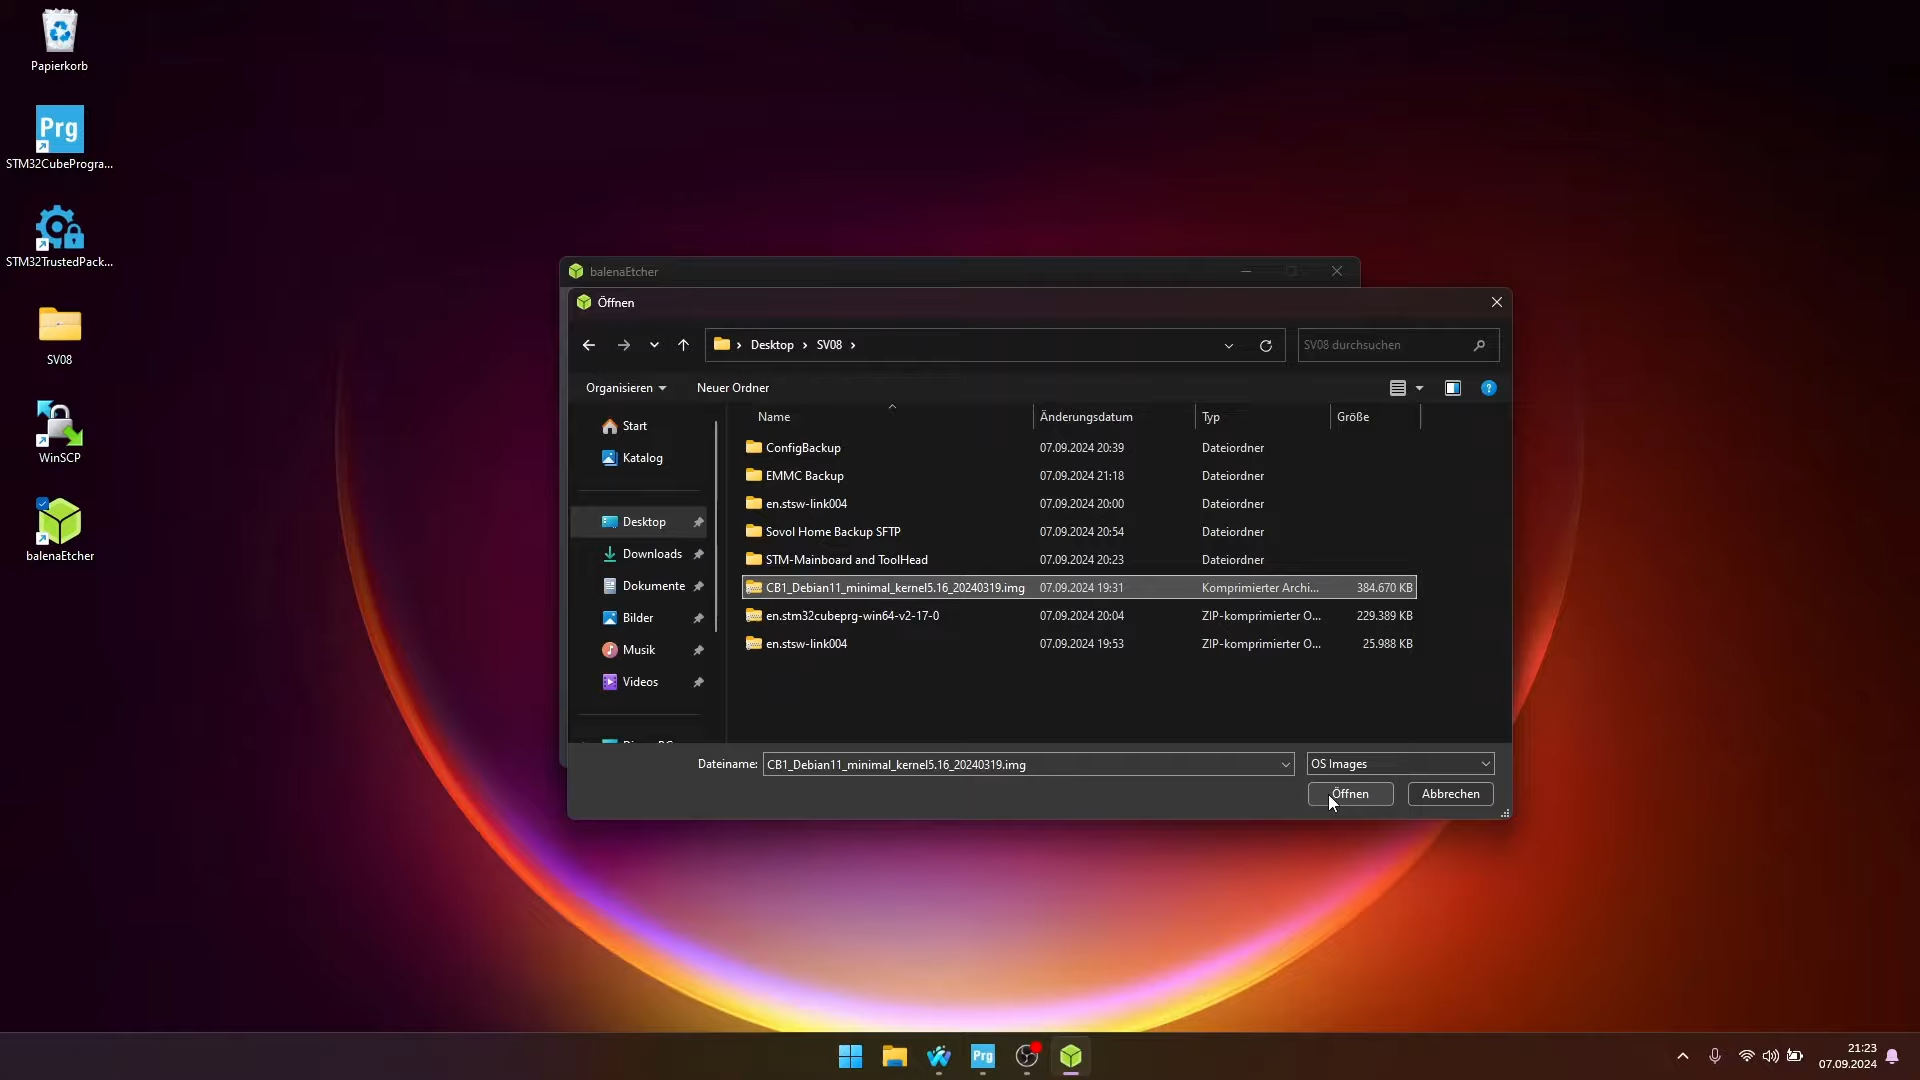 Papierkorb
Prg
STM32CubeProgra...
STM32TrustedPack...
SV08
WinSCP
balenaEtcher
balenaEtcher
Öffnen
Desktop
SV08
SV08 durchsuchen
Organisieren
Neuer Ordner
Name
Änderungsdatum
Typ
Größe
Start
Katalog
Desktop
Downloads
Dokumente
Bilder
Musik
Videos
ConfigBackup 07.09.2024 20:39 Dateiordner
EMMC Backup 07.09.2024 21:18 Dateiordner
en.stsw-link004 07.09.2024 20:00 Dateiordner
Sovol Home Backup SFTP 07.09.2024 20:54 Dateiordner
STM-Mainboard and ToolHead 07.09.2024 20:23 Dateiordner
CB1_Debian11_minimal_kernel5.16_20240319.img 07.09.2024 19:31 Komprimierter Archi... 384.670 KB
en.stm32cubeprg-win64-v2-17-0 07.09.2024 20:04 ZIP-komprimierter O... 229.389 KB
en.stsw-link004 07.09.2024 19:53 ZIP-komprimierter O... 25.988 KB
Dateiname: CB1_Debian11_minimal_kernel5.16_20240319.img
OS Images
Öffnen
Abbrechen
Prg
21:23
07.09.2024